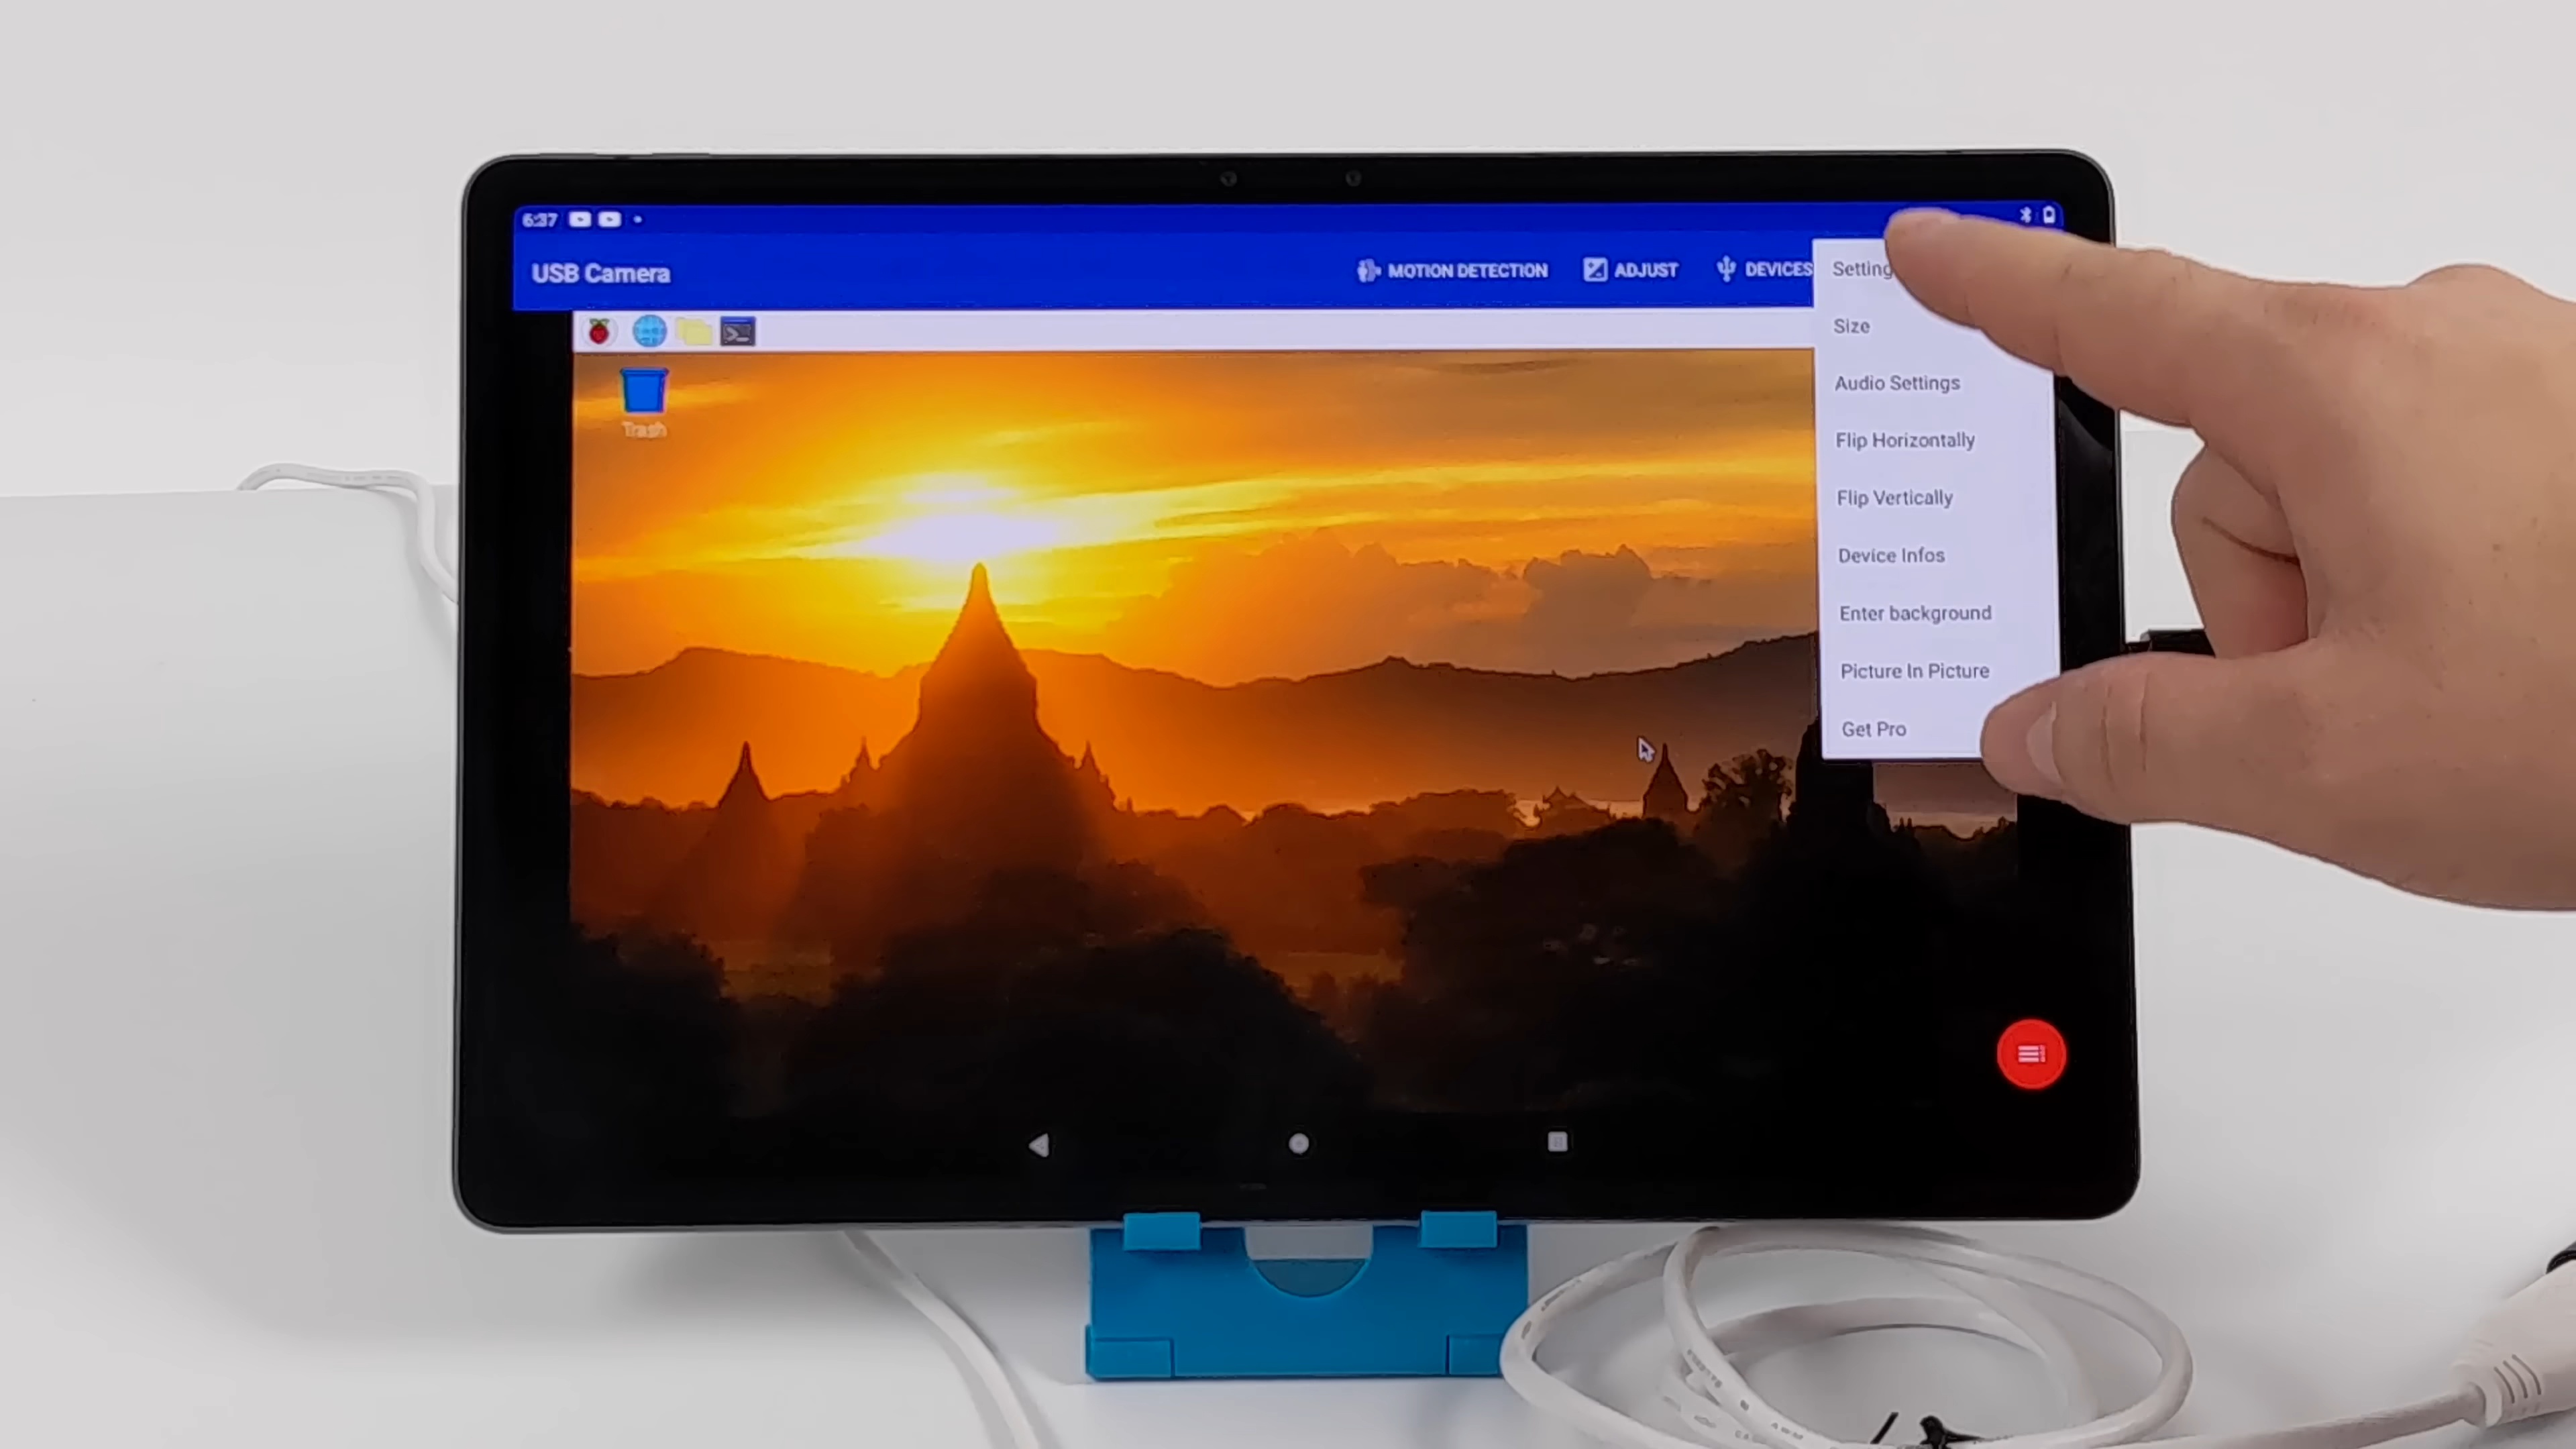 6:37
USB Camera
MOTION DETECTION
ADJUST
DEVICES
Setting
Size
Audio Settings
Flip Horizontally
Flip Vertically
Device Infos
Enter background
Picture In Picture
Get Pro
Trash